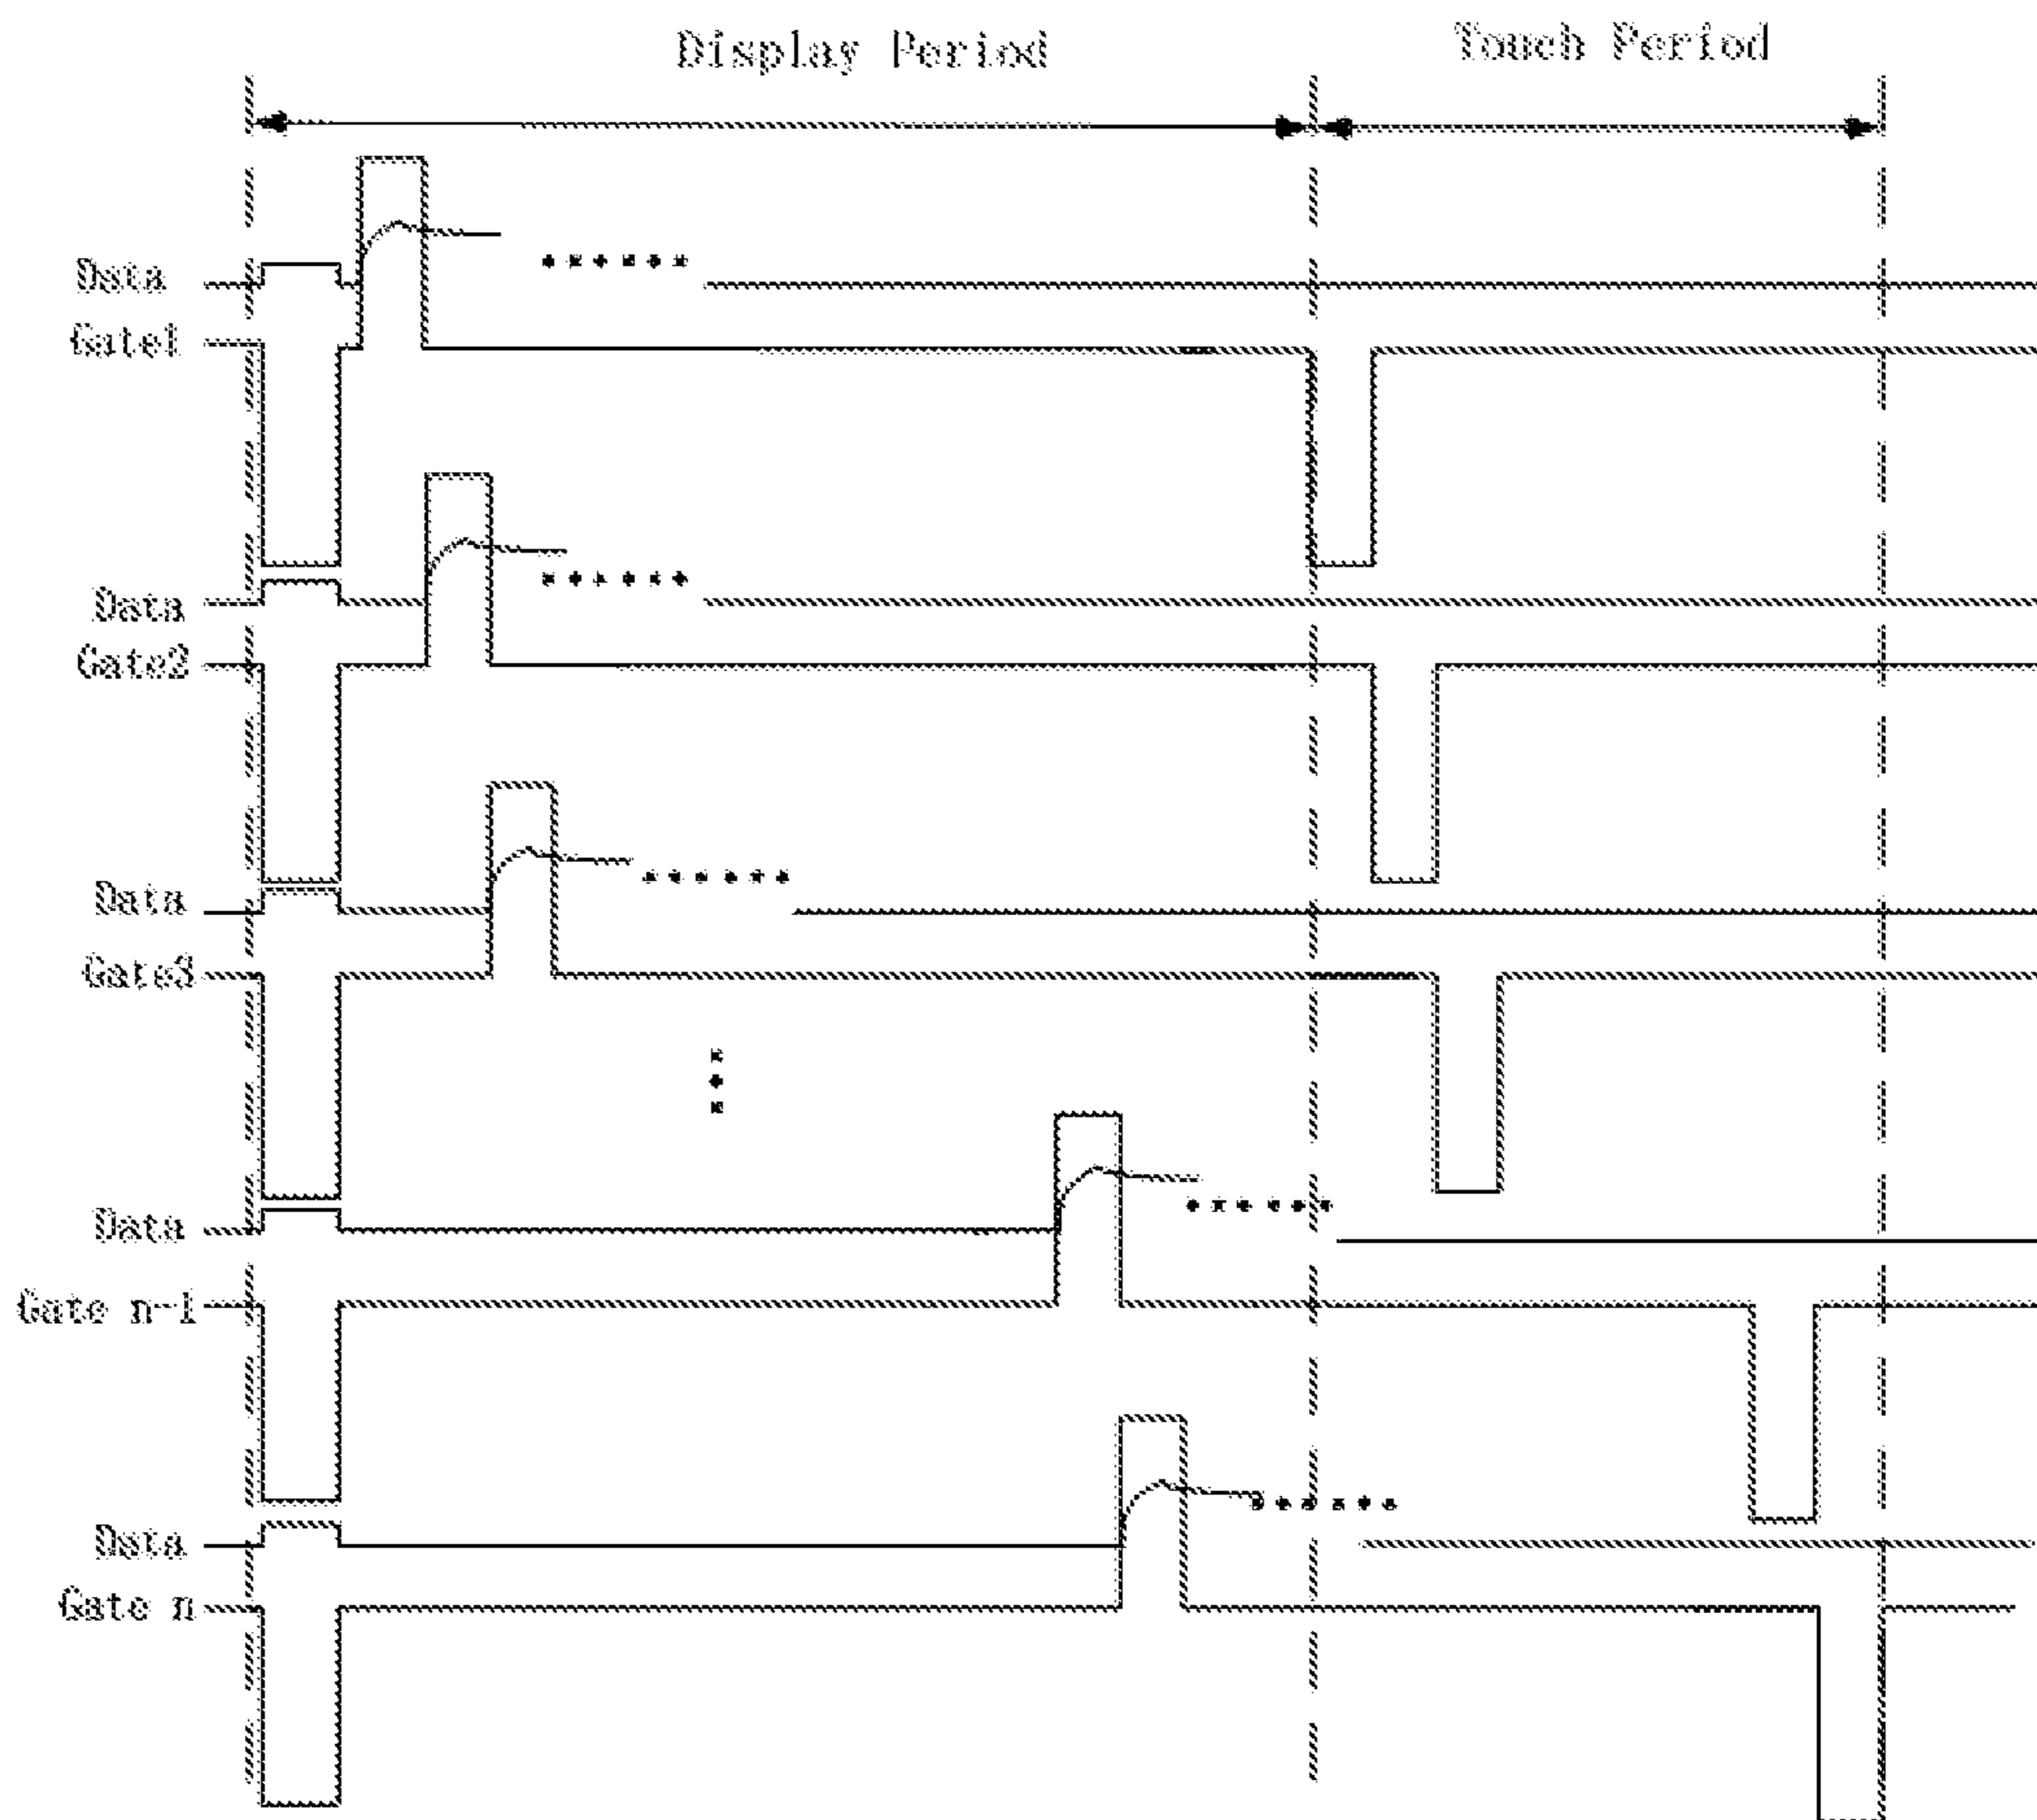 Display Period
Touch Period
Data
Gate1
Data
Gate2
Data
Gate3
Data
Gate n-1
Data
Gate n